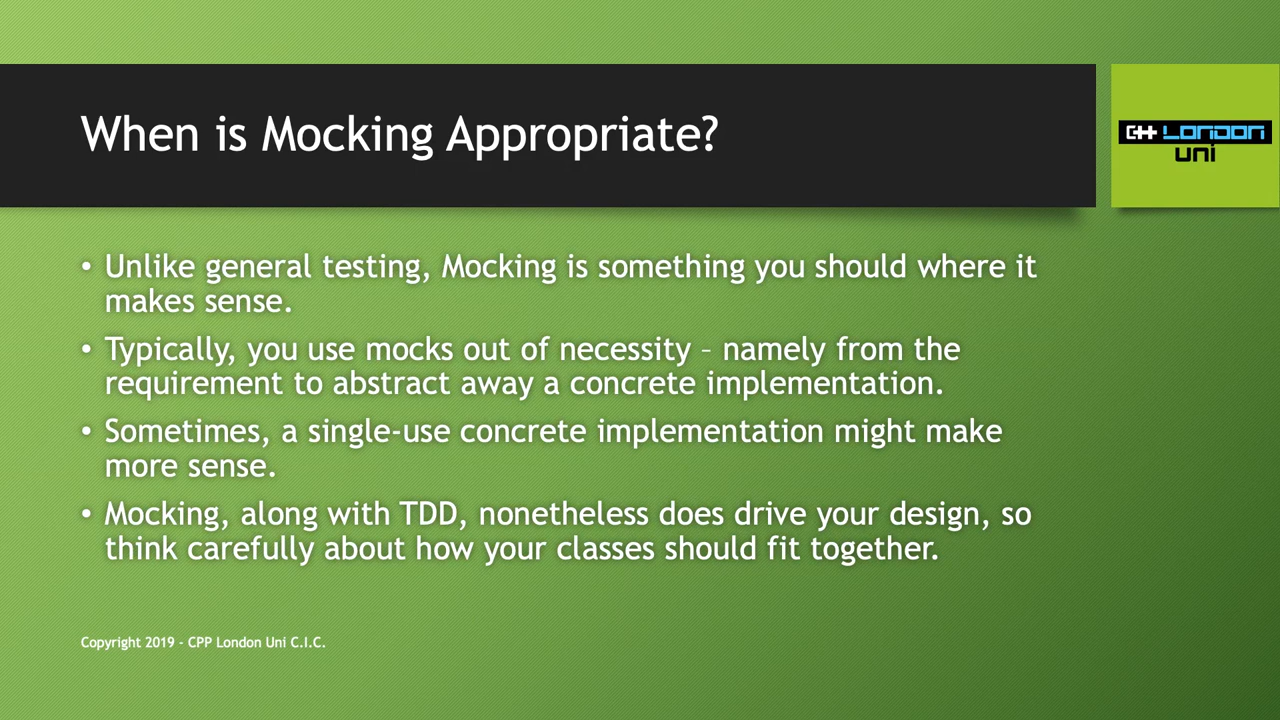 When is Mocking Appropriate?
C++ LONDON
uni
• Unlike general testing, Mocking is something you should where it
makes sense.
• Typically, you use mocks out of necessity – namely from the
requirement to abstract away a concrete implementation.
• Sometimes, a single-use concrete implementation might make
more sense.
• Mocking, along with TDD, nonetheless does drive your design, so
think carefully about how your classes should fit together.
Copyright 2019 - CPP London Uni C.I.C.